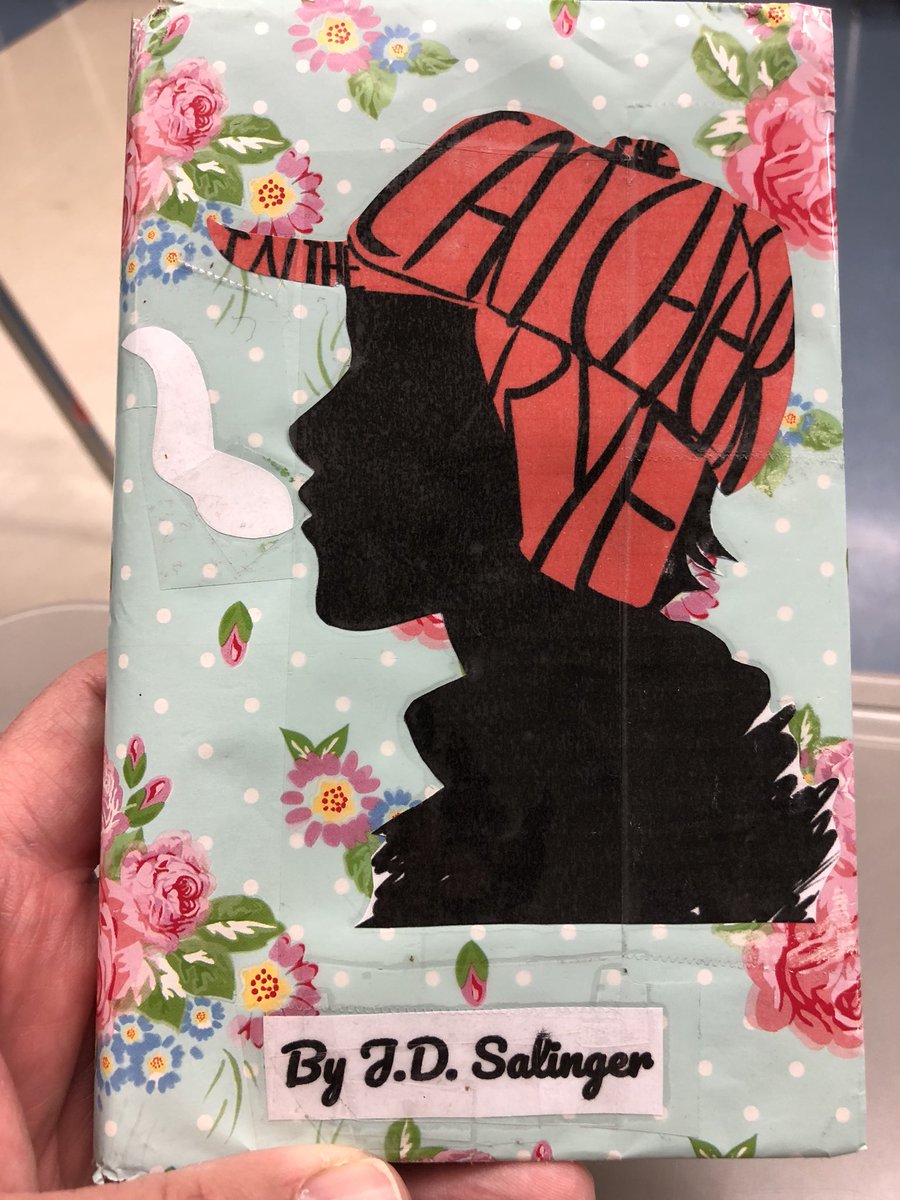 THE
CATCHER
IN THE
RYE
By J.D. Salinger